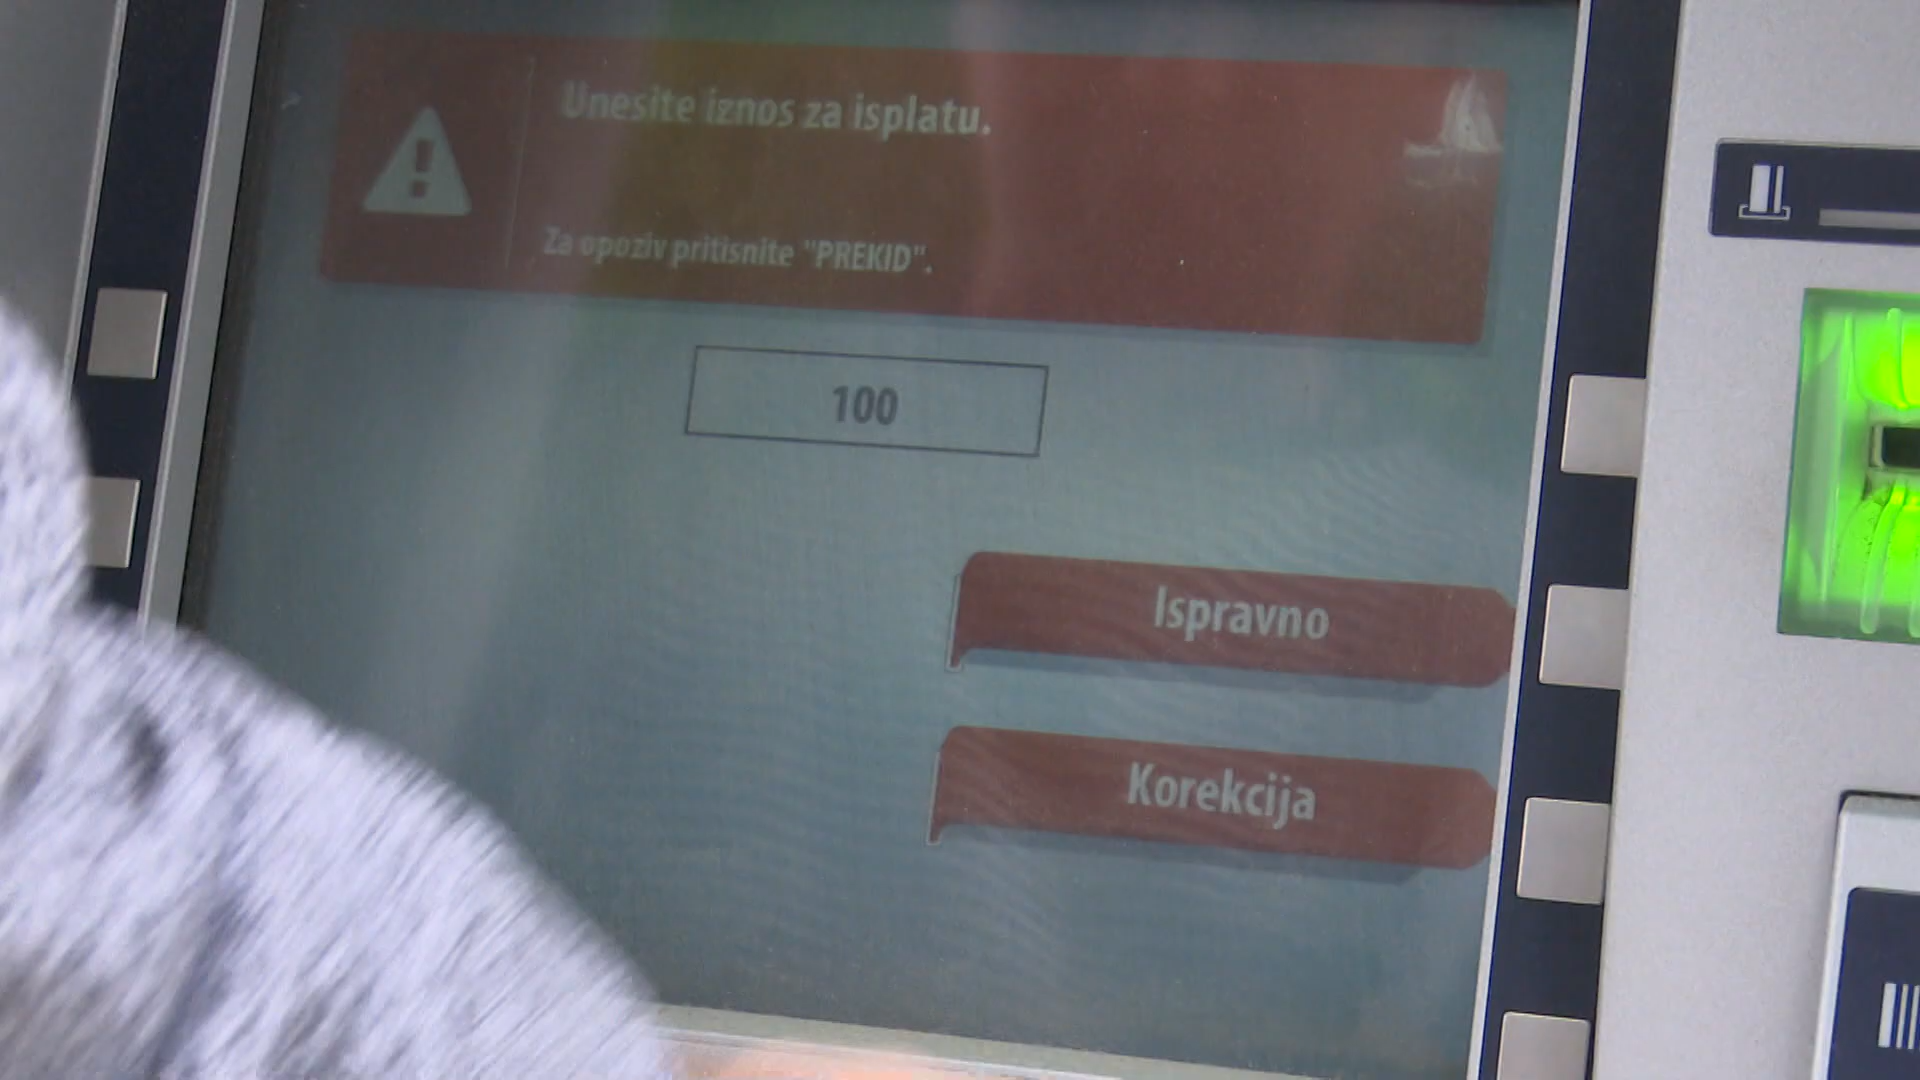 Unesite iznos za isplatu.
Za opoziv pritisnite "PREKID".
100
Ispravno
Korekcija